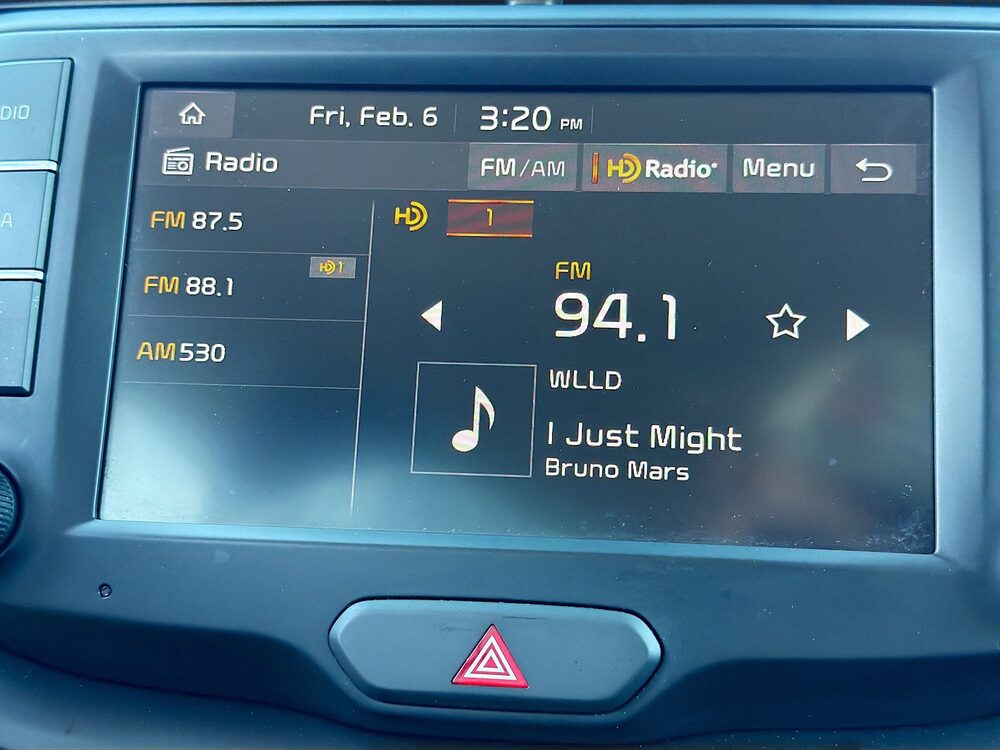 Fri, Feb. 6 3:20 PM
DIO
Radio FM/AM HD Radio® Menu
A
FM 87.5
HD 1
FM 88.1 HD1
FM
94.1
AM 530
WLLD
I Just Might
Bruno Mars